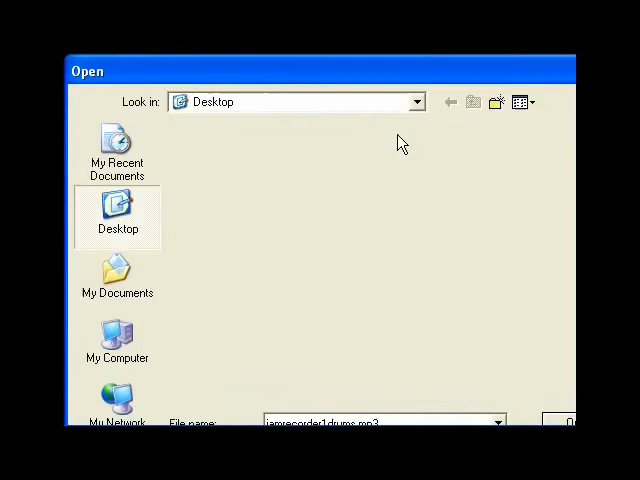 Open
Look in:
Desktop
My Recent
Documents
Desktop
My Documents
My Computer
My Network
File name:
jamrecorder1drums.mp3